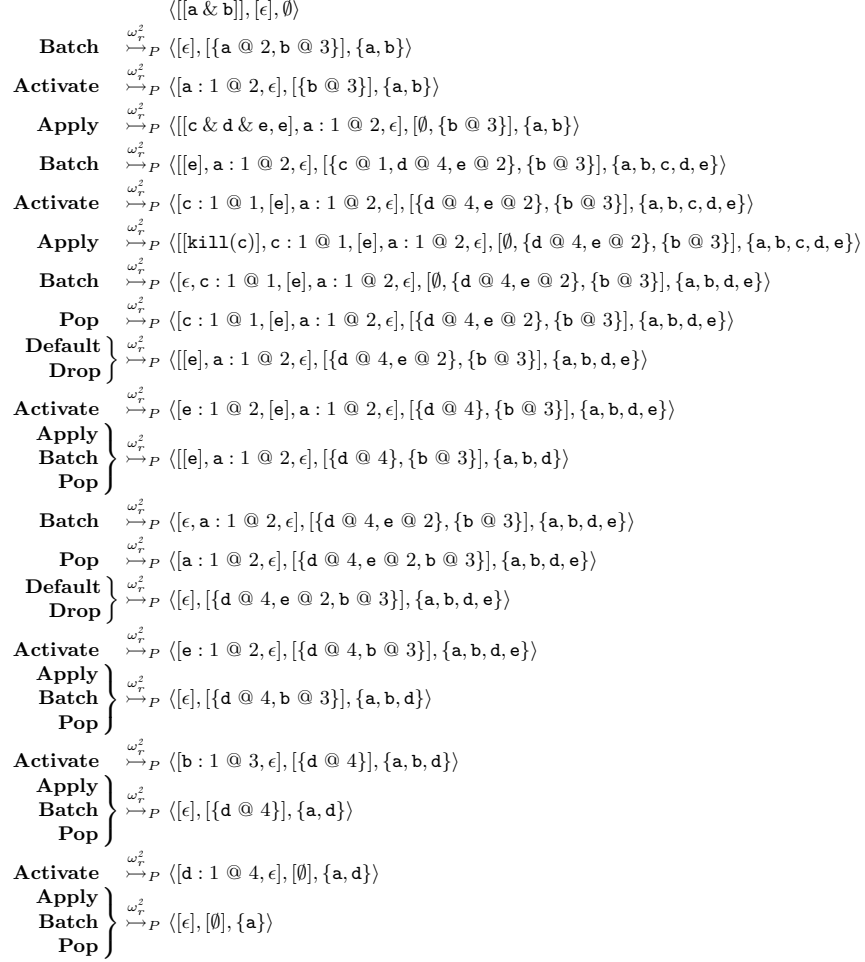 ⟨[[a & b]], [ϵ], ∅⟩
Batch ↣^{ω_r^2}_P ⟨[ϵ], [{a @ 2, b @ 3}], {a, b}⟩
Activate ↣^{ω_r^2}_P ⟨[a : 1 @ 2, ϵ], [{b @ 3}], {a, b}⟩
Apply ↣^{ω_r^2}_P ⟨[[c & d & e, e], a : 1 @ 2, ϵ], [∅, {b @ 3}], {a, b}⟩
Batch ↣^{ω_r^2}_P ⟨[[e], a : 1 @ 2, ϵ], [{c @ 1, d @ 4, e @ 2}, {b @ 3}], {a, b, c, d, e}⟩
Activate ↣^{ω_r^2}_P ⟨[c : 1 @ 1, [e], a : 1 @ 2, ϵ], [{d @ 4, e @ 2}, {b @ 3}], {a, b, c, d, e}⟩
Apply ↣^{ω_r^2}_P ⟨[[kill(c)], c : 1 @ 1, [e], a : 1 @ 2, ϵ], [∅, {d @ 4, e @ 2}, {b @ 3}], {a, b, c, d, e}⟩
Batch ↣^{ω_r^2}_P ⟨[ϵ, c : 1 @ 1, [e], a : 1 @ 2, ϵ], [∅, {d @ 4, e @ 2}, {b @ 3}], {a, b, d, e}⟩
Pop ↣^{ω_r^2}_P ⟨[c : 1 @ 1, [e], a : 1 @ 2, ϵ], [{d @ 4, e @ 2}, {b @ 3}], {a, b, d, e}⟩
Default
Drop } ↣^{ω_r^2}_P ⟨[[e], a : 1 @ 2, ϵ], [{d @ 4, e @ 2}, {b @ 3}], {a, b, d, e}⟩
Activate ↣^{ω_r^2}_P ⟨[e : 1 @ 2, [e], a : 1 @ 2, ϵ], [{d @ 4}, {b @ 3}], {a, b, d, e}⟩
Apply
Batch } ↣^{ω_r^2}_P ⟨[[e], a : 1 @ 2, ϵ], [{d @ 4}, {b @ 3}], {a, b, d}⟩
Pop
Batch ↣^{ω_r^2}_P ⟨[ϵ, a : 1 @ 2, ϵ], [{d @ 4, e @ 2}, {b @ 3}], {a, b, d, e}⟩
Pop ↣^{ω_r^2}_P ⟨[a : 1 @ 2, ϵ], [{d @ 4, e @ 2, b @ 3}], {a, b, d, e}⟩
Default
Drop } ↣^{ω_r^2}_P ⟨[ϵ], [{d @ 4, e @ 2, b @ 3}], {a, b, d, e}⟩
Activate ↣^{ω_r^2}_P ⟨[e : 1 @ 2, ϵ], [{d @ 4, b @ 3}], {a, b, d, e}⟩
Apply
Batch } ↣^{ω_r^2}_P ⟨[ϵ], [{d @ 4, b @ 3}], {a, b, d}⟩
Pop
Activate ↣^{ω_r^2}_P ⟨[b : 1 @ 3, ϵ], [{d @ 4}], {a, b, d}⟩
Apply
Batch } ↣^{ω_r^2}_P ⟨[ϵ], [{d @ 4}], {a, d}⟩
Pop
Activate ↣^{ω_r^2}_P ⟨[d : 1 @ 4, ϵ], [∅], {a, d}⟩
Apply
Batch } ↣^{ω_r^2}_P ⟨[ϵ], [∅], {a}⟩
Pop